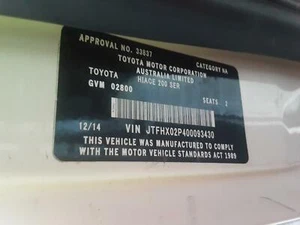 APPROVAL NO. 33837 CATEGORY NA
TOYOTA MOTOR CORPORATION
AUSTRALIA LIMITED
TOYOTA HIACE 200 SER
GVM 02800
SEATS 2
12/14 VIN JTFHX02P400093430
THIS VEHICLE WAS MANUFACTURED TO COMPLY
WITH THE MOTOR VEHICLE STANDARDS ACT 1989